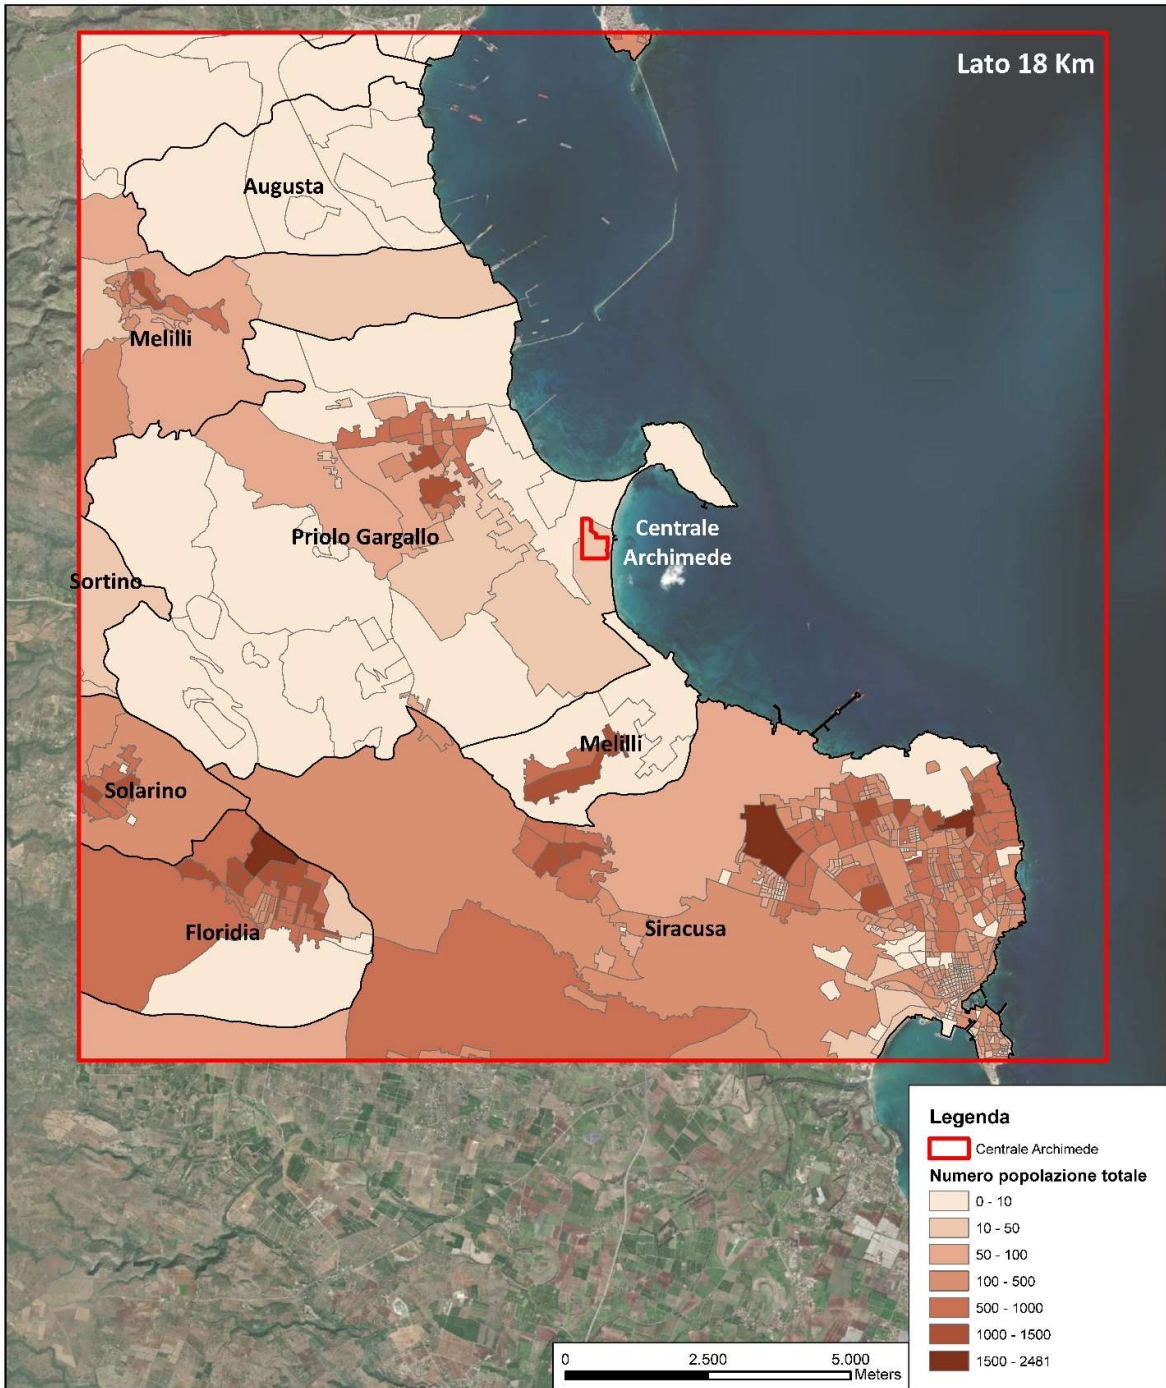 Lato 18 Km
Augusta
Melilli
Priolo Gargallo
Centrale
Archimede
Sortino
Melilli
Solarino
Floridia
Siracusa
Legenda
Centrale Archimede
Numero popolazione totale
0 - 10
10 - 50
50 - 100
100 - 500
500 - 1000
1000 - 1500
1500 - 2481
0 2.500 5.000
Meters